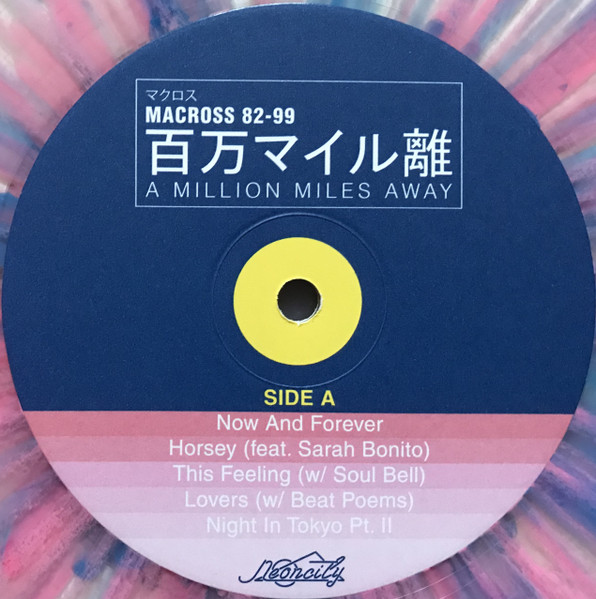 マクロス
MACROSS 82-99
百万マイル離
A MILLION MILES AWAY
SIDE A
Now And Forever
Horsey (feat. Sarah Bonito)
This Feeling (w/ Soul Bell)
Lovers (w/ Beat Poems)
Night In Tokyo Pt. II
Neoncity